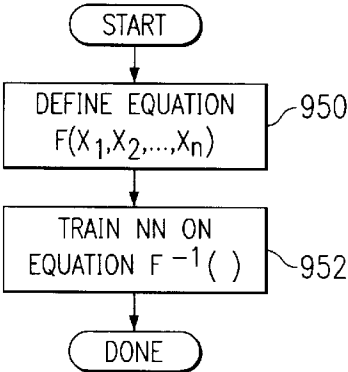 START
DEFINE EQUATION
F(X₁,X₂,...,Xₙ)
950
TRAIN NN ON
EQUATION F⁻¹( )
952
DONE